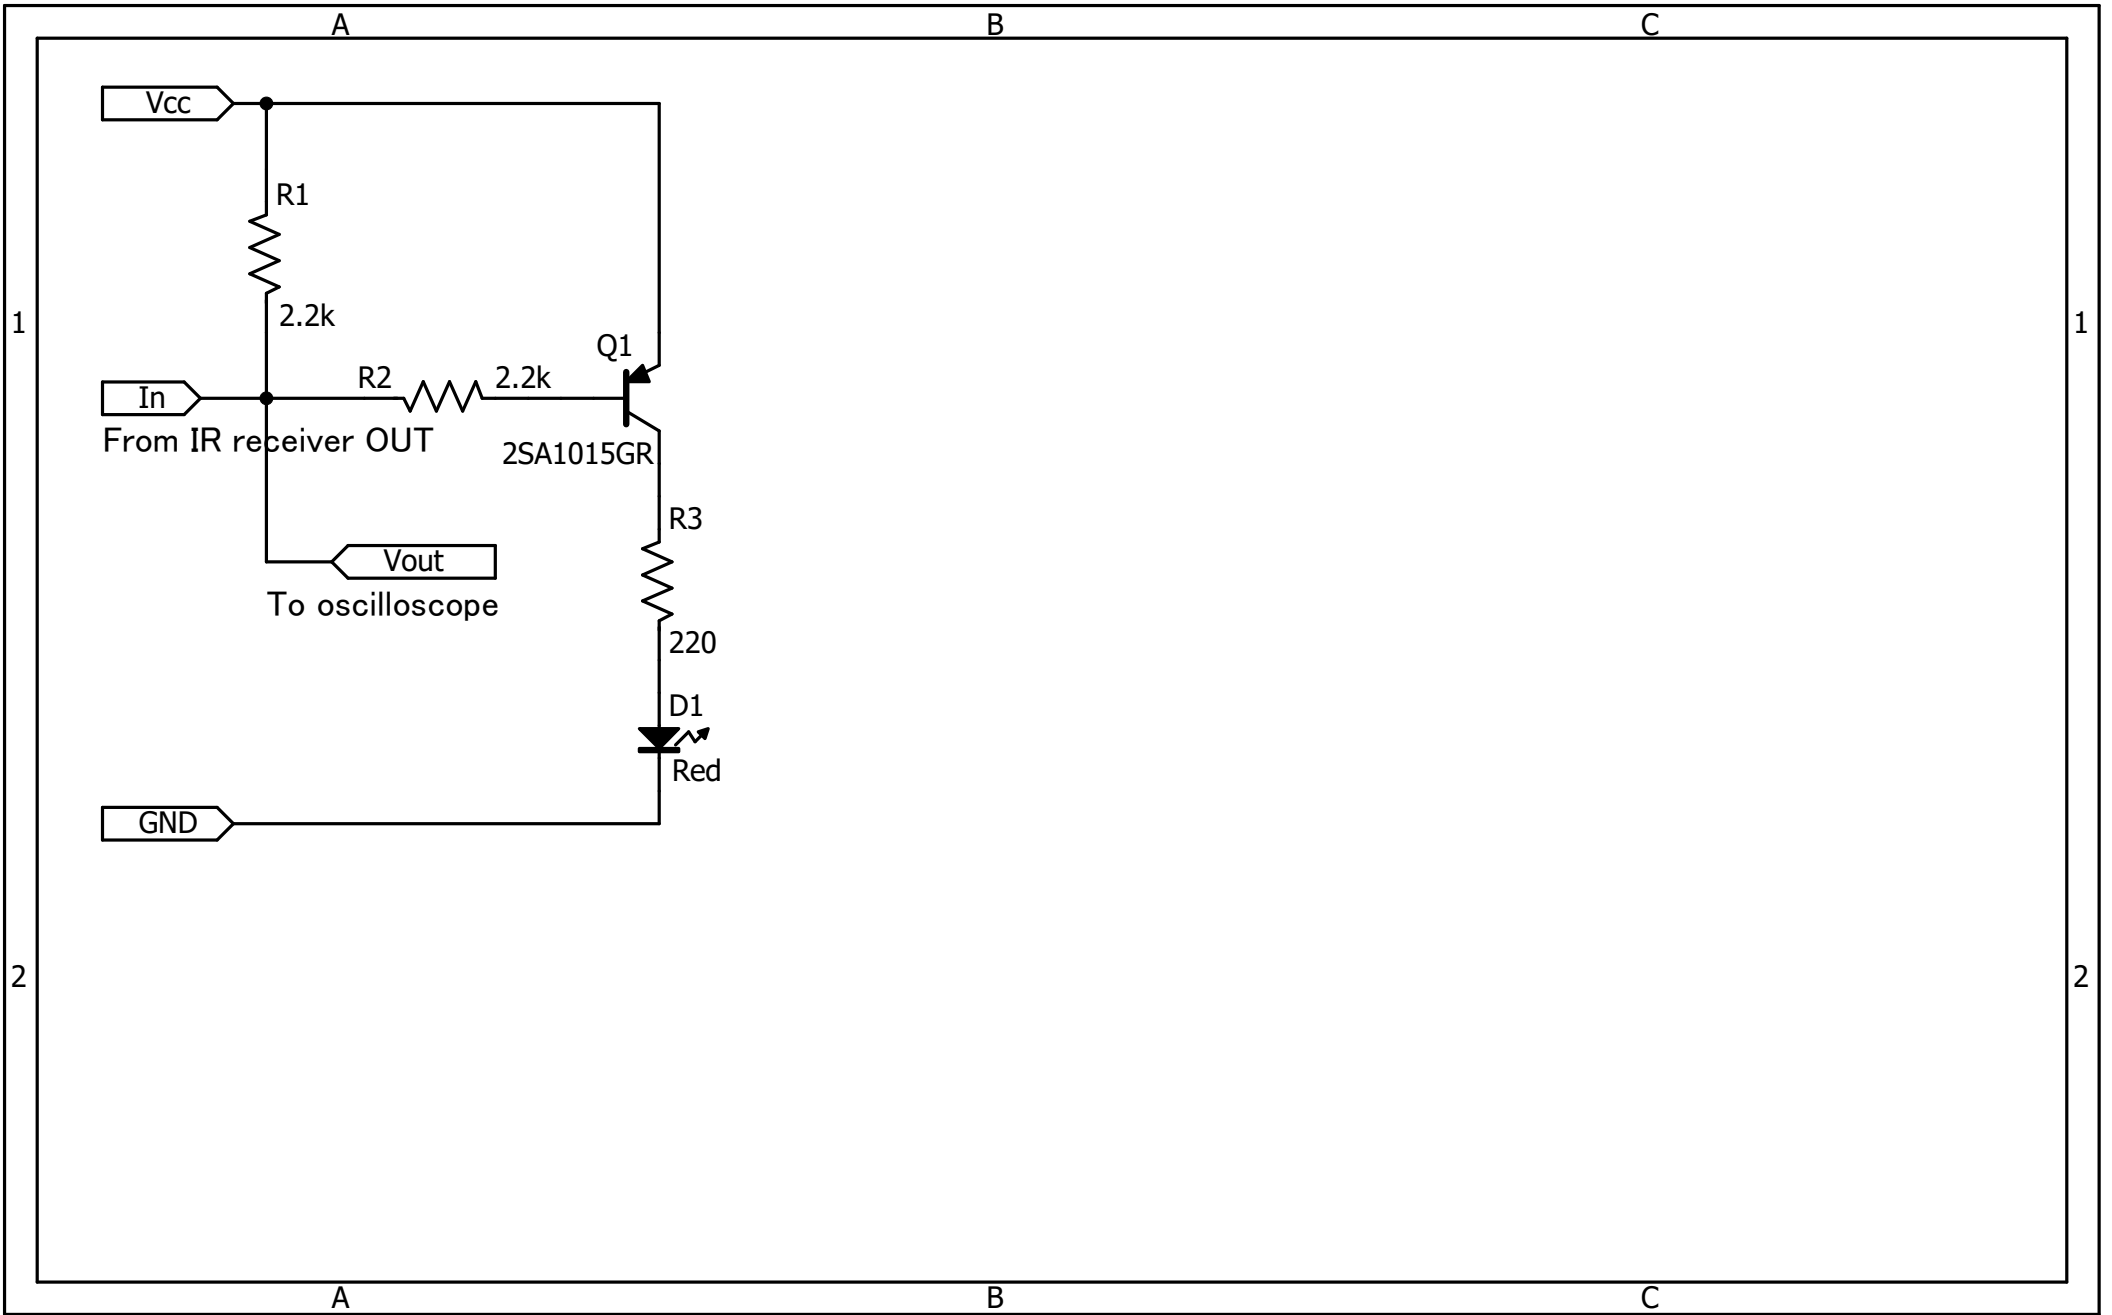 A B C
Vcc
R1
2.2k
1 1
Q1
R2 2.2k
In
From IR receiver OUT
2SA1015GR
R3
Vout
To oscilloscope
220
D1
Red
GND
2 2
A B C